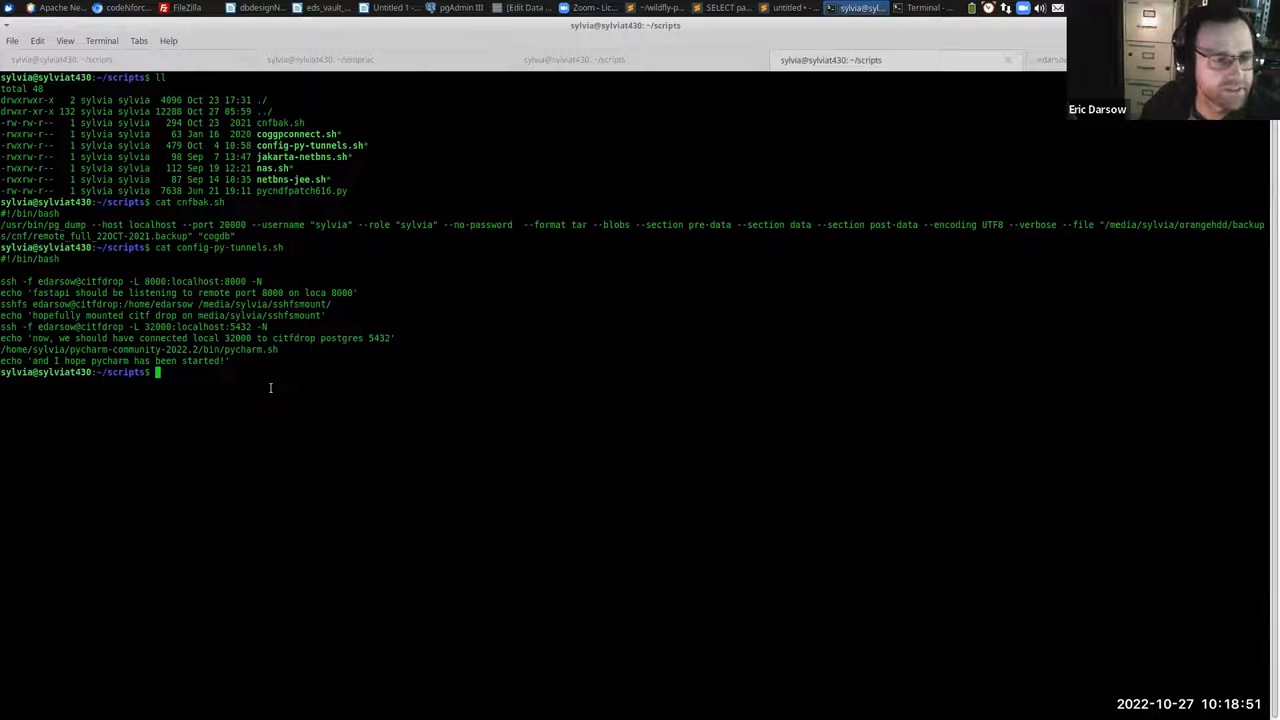 Apache Ne...
codeNforc...
FileZilla
dbdesignN...
eds_vault_...
Untitled 1 -...
pgAdmin III
[Edit Data ...
Zoom - Lic...
~/wildfly-p...
SELECT pa...
untitled • -...
sylvia@syl...
Terminal -...
sylvia@sylviat430: ~/scripts
File Edit View Terminal Tabs Help
sylvia@sylviat430: ~/scripts
sylvia@sylviat430: ~/scripts
sylvia@sylviat430: ~/scripts
edarsow
Eric Darsow
sylvia@sylviat430:~/scripts$ ll
total 48
drwxrwxr-x 2 sylvia sylvia 4096 Oct 23 17:31 ./
drwxr-xr-x 132 sylvia sylvia 12288 Oct 27 05:59 ../
-rw-rw-r-- 1 sylvia sylvia 294 Oct 23 2021 cnfbak.sh
-rwxrwxr-x 1 sylvia sylvia 63 Jan 16 2020 coggpconnect.sh*
-rwxrwxr-x 1 sylvia sylvia 479 Oct 4 10:58 config-py-tunnels.sh*
-rwxrwxr-x 1 sylvia sylvia 98 Sep 7 13:47 jakarta-netbns.sh*
-rwxrwxr-x 1 sylvia sylvia 112 Sep 19 12:21 nas.sh*
-rwxrwxr-x 1 sylvia sylvia 87 Sep 14 10:35 netbns-jee.sh*
-rw-rw-r-- 1 sylvia sylvia 7638 Jun 21 19:11 pycndfpatch616.py
sylvia@sylviat430:~/scripts$ cat cnfbak.sh
#!/bin/bash
/usr/bin/pg_dump --host localhost --port 20000 --username "sylvia" --role "sylvia" --no-password --format tar --blobs --section pre-data --section data --section post-data --encoding UTF8 --verbose --file "/media/sylvia/orangehdd/backup
s/cnf/remote_full_22OCT-2021.backup" "cogdb"
sylvia@sylviat430:~/scripts$ cat config-py-tunnels.sh
#!/bin/bash
ssh -f edarsow@citfdrop -L 8000:localhost:8000 -N
echo 'fastapi should be listening to remote port 8000 on loca 8000'
sshfs edarsow@citfdrop:/home/edarsow /media/sylvia/sshfsmount/
echo 'hopefully mounted citf drop on media/sylvia/sshfsmount'
ssh -f edarsow@citfdrop -L 32000:localhost:5432 -N
echo 'now, we should have connected local 32000 to citfdrop postgres 5432'
/home/sylvia/pycharm-community-2022.2/bin/pycharm.sh
echo 'and I hope pycharm has been started!'
sylvia@sylviat430:~/scripts$
2022-10-27 10:18:51